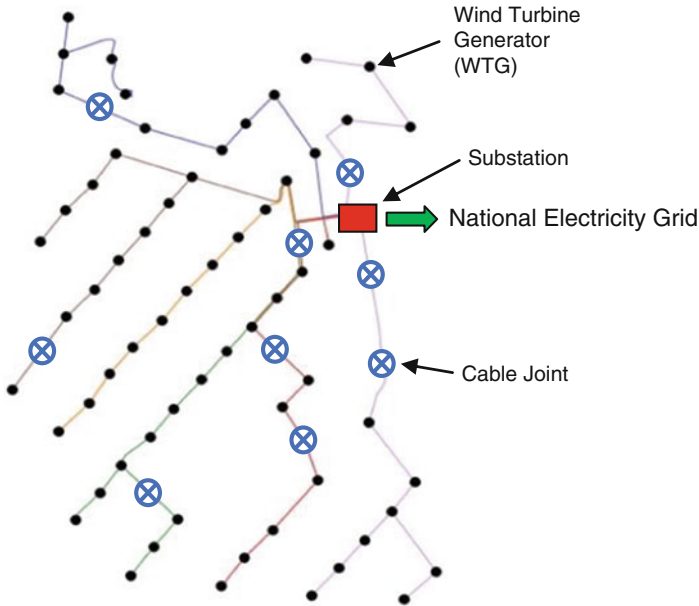 Wind Turbine
Generator
(WTG)
Substation
National Electricity Grid
Cable Joint